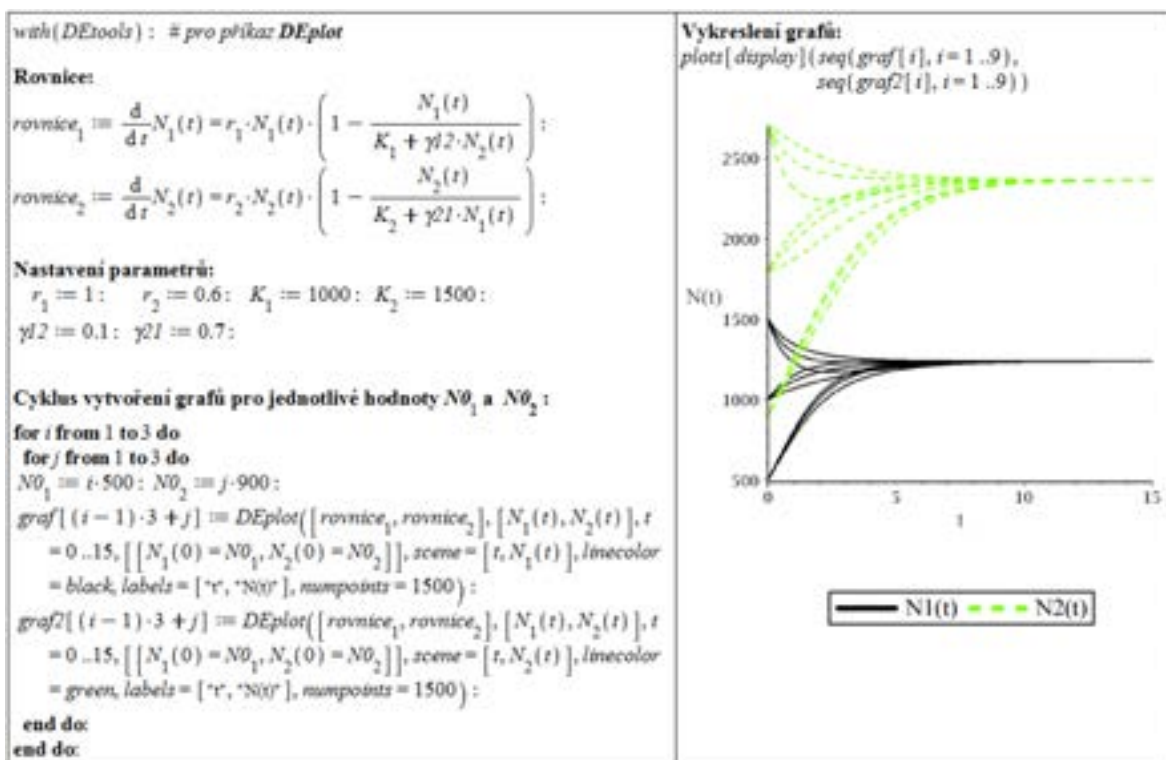 with(DEtools) : # pro příkaz DEplot
Rovnice:
rovnice₁ := d/dt N₁(t) = r₁·N₁(t)·(1 − N₁(t)/(K₁ + γ12·N₂(t))) :
rovnice₂ := d/dt N₂(t) = r₂·N₂(t)·(1 − N₂(t)/(K₂ + γ21·N₁(t))) :
Nastavení parametrů:
r₁ := 1 : r₂ := 0.6 : K₁ := 1000 : K₂ := 1500 :
γ12 := 0.1 : γ21 := 0.7 :
Cyklus vytvoření grafů pro jednotlivé hodnoty N0₁ a N0₂ :
for i from 1 to 3 do
for j from 1 to 3 do
N0₁ := i·500 : N0₂ := j·900 :
graf[(i − 1)·3 + j] := DEplot([rovnice₁, rovnice₂], [N₁(t), N₂(t)], t
= 0 ..15, [[N₁(0) = N0₁, N₂(0) = N0₂]], scene = [t, N₁(t)], linecolor
= black, labels = ["t", "N(t)"], numpoints = 1500) :
graf2[(i − 1)·3 + j] := DEplot([rovnice₁, rovnice₂], [N₁(t), N₂(t)], t
= 0 ..15, [[N₁(0) = N0₁, N₂(0) = N0₂]], scene = [t, N₂(t)], linecolor
= green, labels = ["t", "N(t)"], numpoints = 1500) :
end do:
end do:
Vykreslení grafů:
plots[display](seq(graf[i], i = 1 ..9),
seq(graf2[i], i = 1 ..9))
2500
2000
N(t)
1500
1000
500
0 5 10 15
t
N1(t) N2(t)